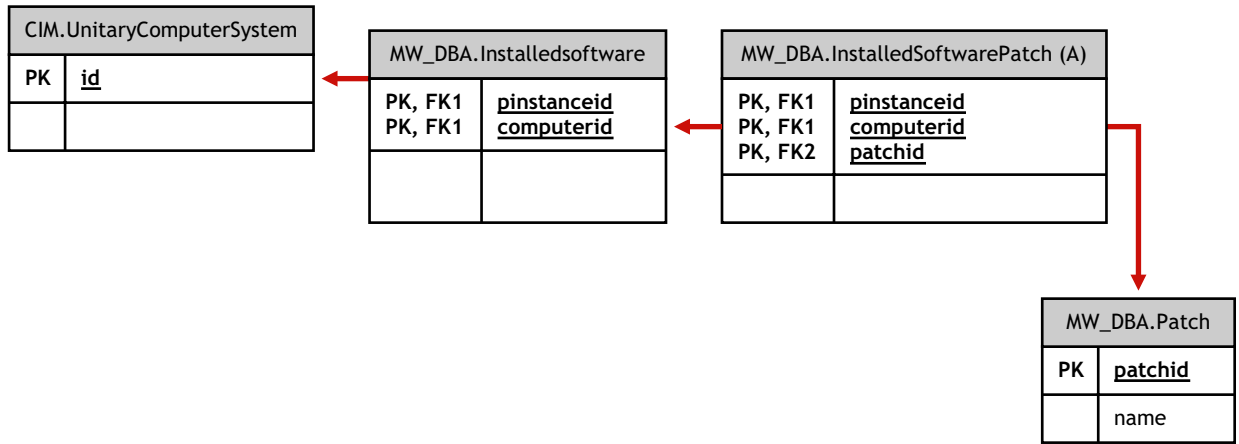 CIM.UnitaryComputerSystem
PK id
MW_DBA.Installedsoftware
PK, FK1 pinstanceid
PK, FK1 computerid
MW_DBA.InstalledSoftwarePatch (A)
PK, FK1 pinstanceid
PK, FK1 computerid
PK, FK2 patchid
MW_DBA.Patch
PK patchid
name